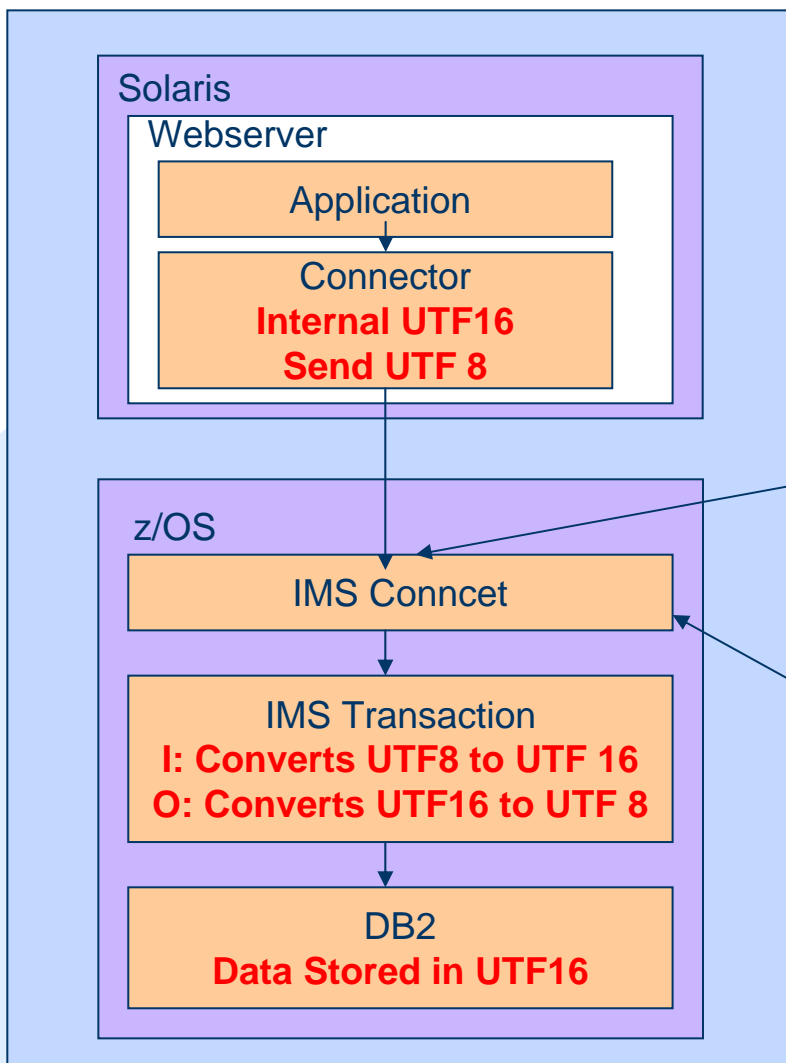 Solaris
Webserver
Application
Connector
Internal UTF16
Send UTF 8
z/OS
IMS Conncet
IMS Transaction
I: Converts UTF8 to UTF 16
O: Converts UTF16 to UTF 8
DB2
Data Stored in UTF16